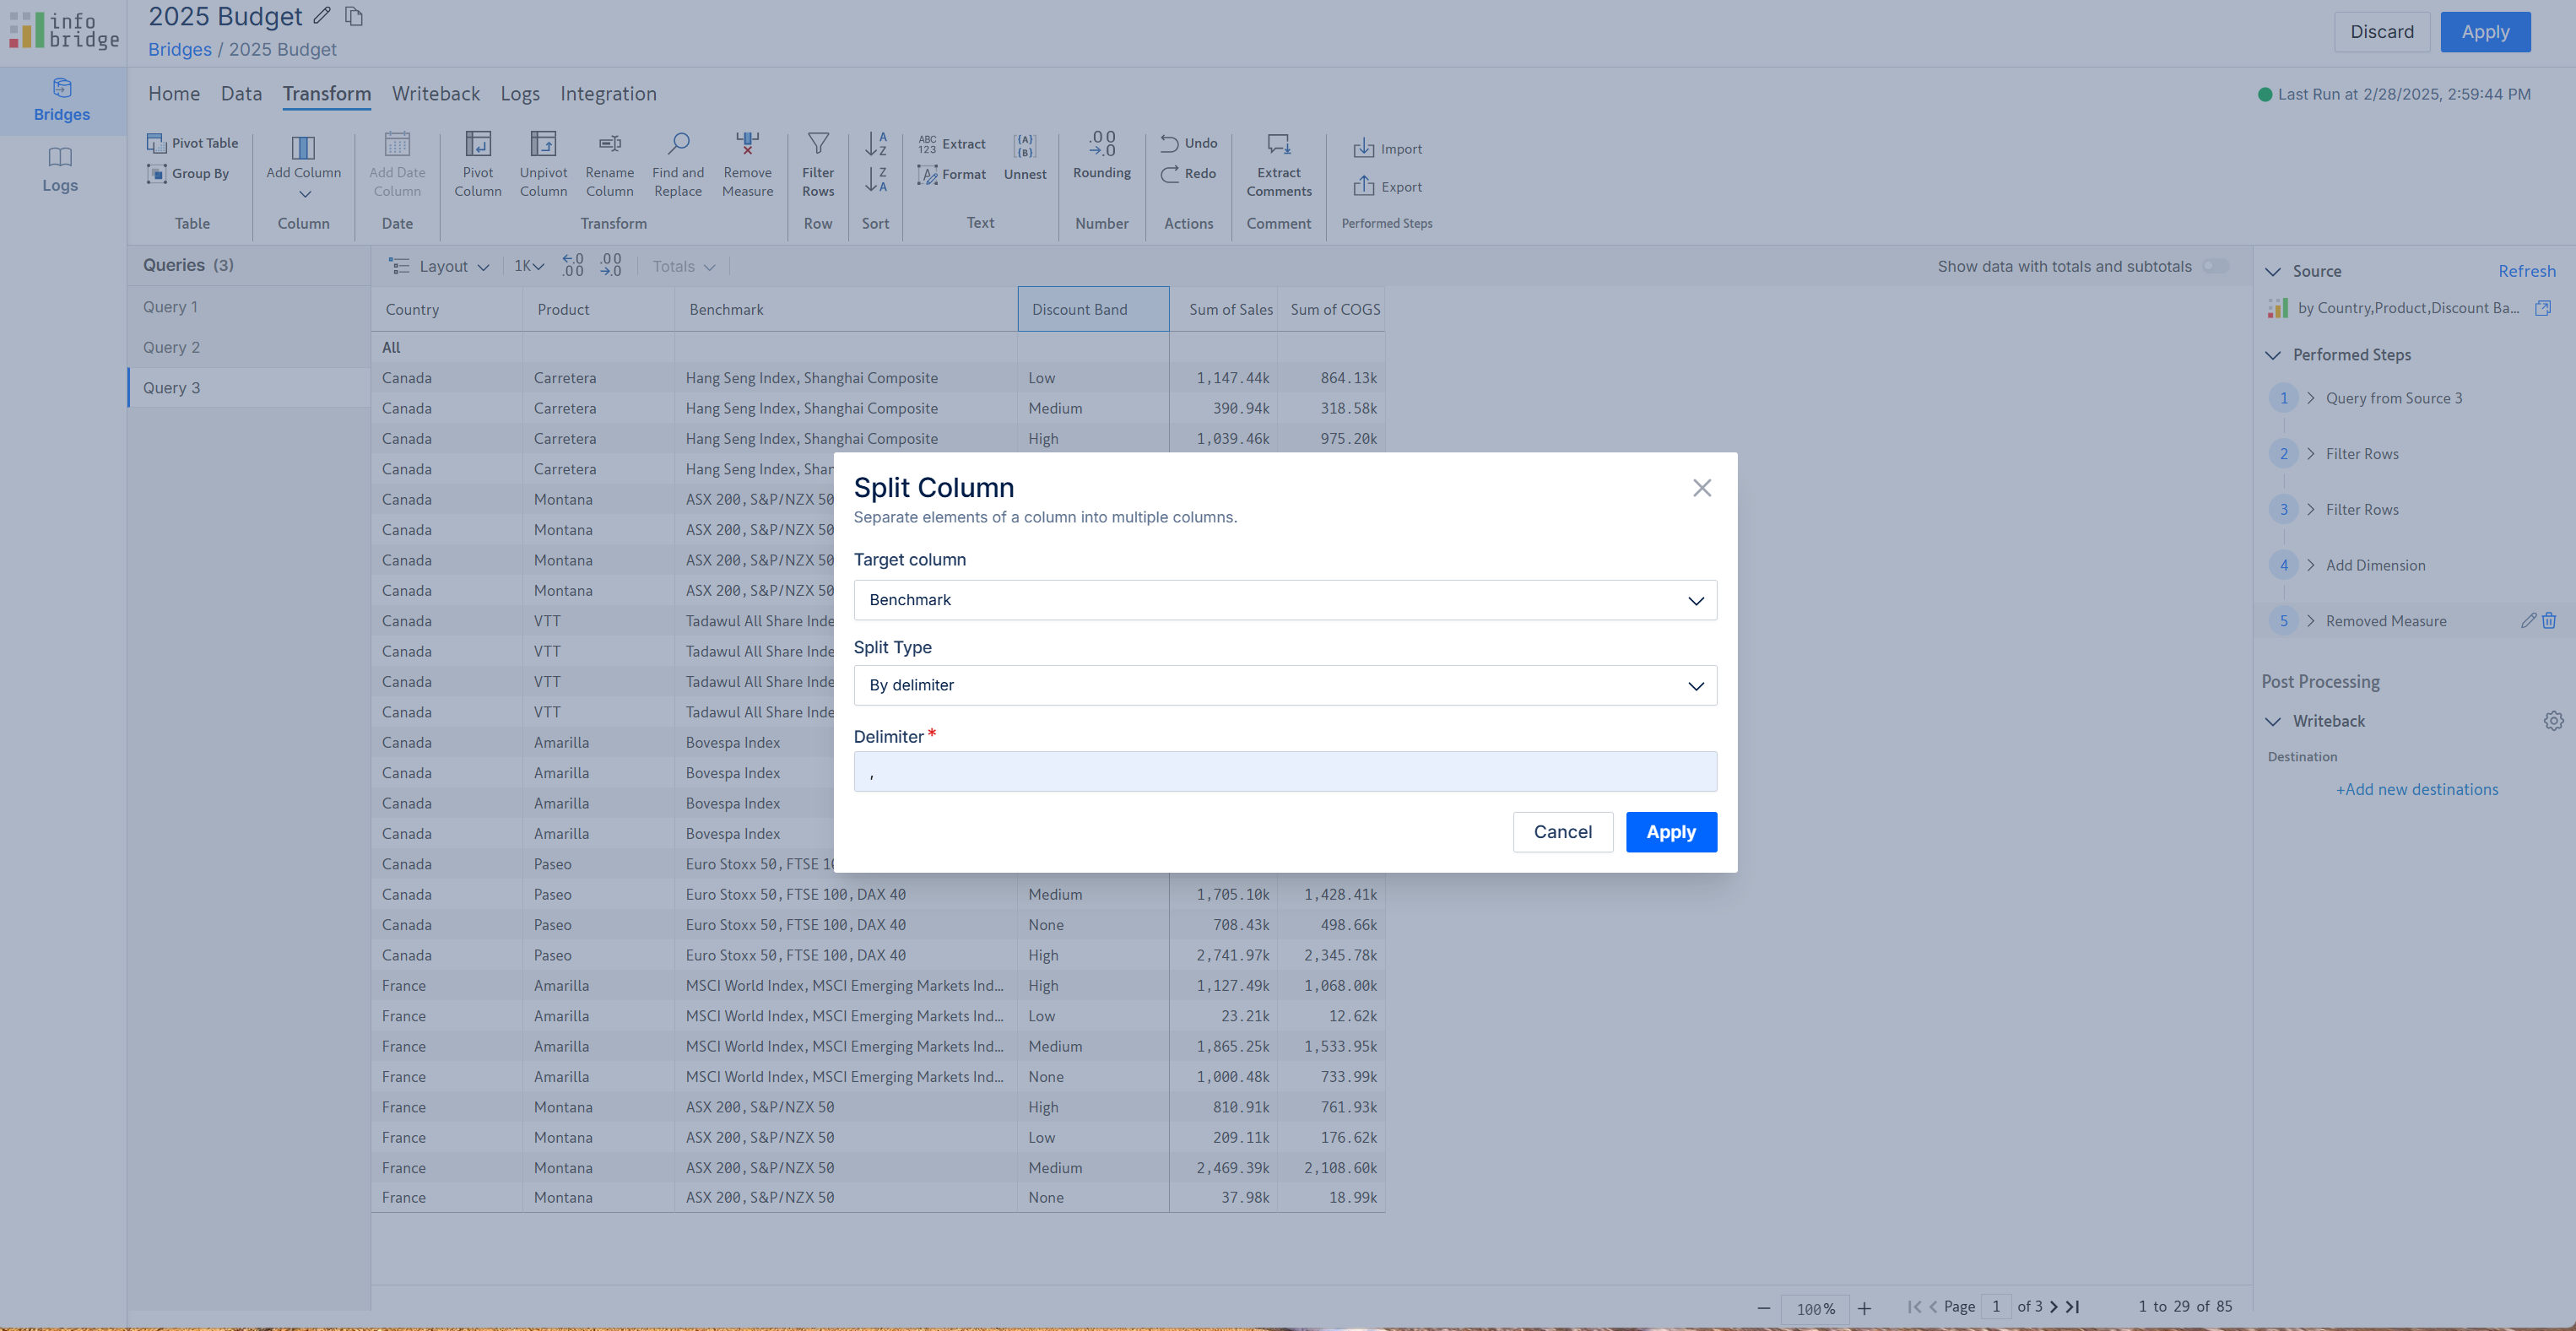 info
bridge
2025 Budget
Bridges / 2025 Budget
Discard
Apply
Bridges
Logs
Home Data Transform Writeback Logs Integration
Last Run at 2/28/2025, 2:59:44 PM
Pivot Table
Group By
Table
Add Column
Column
Add Date Column
Date
Pivot Column
Unpivot Column
Rename Column
Find and Replace
Remove Measure
Transform
Filter Rows
Row
Sort
Extract
Format
Unnest
Text
Rounding
Number
Undo
Redo
Actions
Extract Comments
Comment
Import
Export
Performed Steps
Queries (3)
Query 1
Query 2
Query 3
Layout 1K Totals
Show data with totals and subtotals
Country Product Benchmark Discount Band Sum of Sales Sum of COGS
All
Canada Carretera Hang Seng Index, Shanghai Composite Low 1,147.44k 864.13k
Canada Carretera Hang Seng Index, Shanghai Composite Medium 390.94k 318.58k
Canada Carretera Hang Seng Index, Shanghai Composite High 1,039.46k 975.20k
Canada Carretera Hang Seng Index, Shan
Canada Montana ASX 200, S&P/NZX 50
Canada Montana ASX 200, S&P/NZX 50
Canada Montana ASX 200, S&P/NZX 50
Canada Montana ASX 200, S&P/NZX 50
Canada VTT Tadawul All Share Inde
Canada VTT Tadawul All Share Inde
Canada VTT Tadawul All Share Inde
Canada VTT Tadawul All Share Inde
Canada Amarilla Bovespa Index
Canada Amarilla Bovespa Index
Canada Amarilla Bovespa Index
Canada Amarilla Bovespa Index
Canada Paseo Euro Stoxx 50, FTSE 10
Canada Paseo Euro Stoxx 50, FTSE 100, DAX 40 Medium 1,705.10k 1,428.41k
Canada Paseo Euro Stoxx 50, FTSE 100, DAX 40 None 708.43k 498.66k
Canada Paseo Euro Stoxx 50, FTSE 100, DAX 40 High 2,741.97k 2,345.78k
France Amarilla MSCI World Index, MSCI Emerging Markets Ind... High 1,127.49k 1,068.00k
France Amarilla MSCI World Index, MSCI Emerging Markets Ind... Low 23.21k 12.62k
France Amarilla MSCI World Index, MSCI Emerging Markets Ind... Medium 1,865.25k 1,533.95k
France Amarilla MSCI World Index, MSCI Emerging Markets Ind... None 1,000.48k 733.99k
France Montana ASX 200, S&P/NZX 50 High 810.91k 761.93k
France Montana ASX 200, S&P/NZX 50 Low 209.11k 176.62k
France Montana ASX 200, S&P/NZX 50 Medium 2,469.39k 2,108.60k
France Montana ASX 200, S&P/NZX 50 None 37.98k 18.99k
Split Column
Separate elements of a column into multiple columns.
Target column
Benchmark
Split Type
By delimiter
Delimiter*
,
Cancel
Apply
Source
Refresh
by Country,Product,Discount Ba...
Performed Steps
1 Query from Source 3
2 Filter Rows
3 Filter Rows
4 Add Dimension
5 Removed Measure
Post Processing
Writeback
Destination
+Add new destinations
100%
Page 1 of 3
1 to 29 of 85